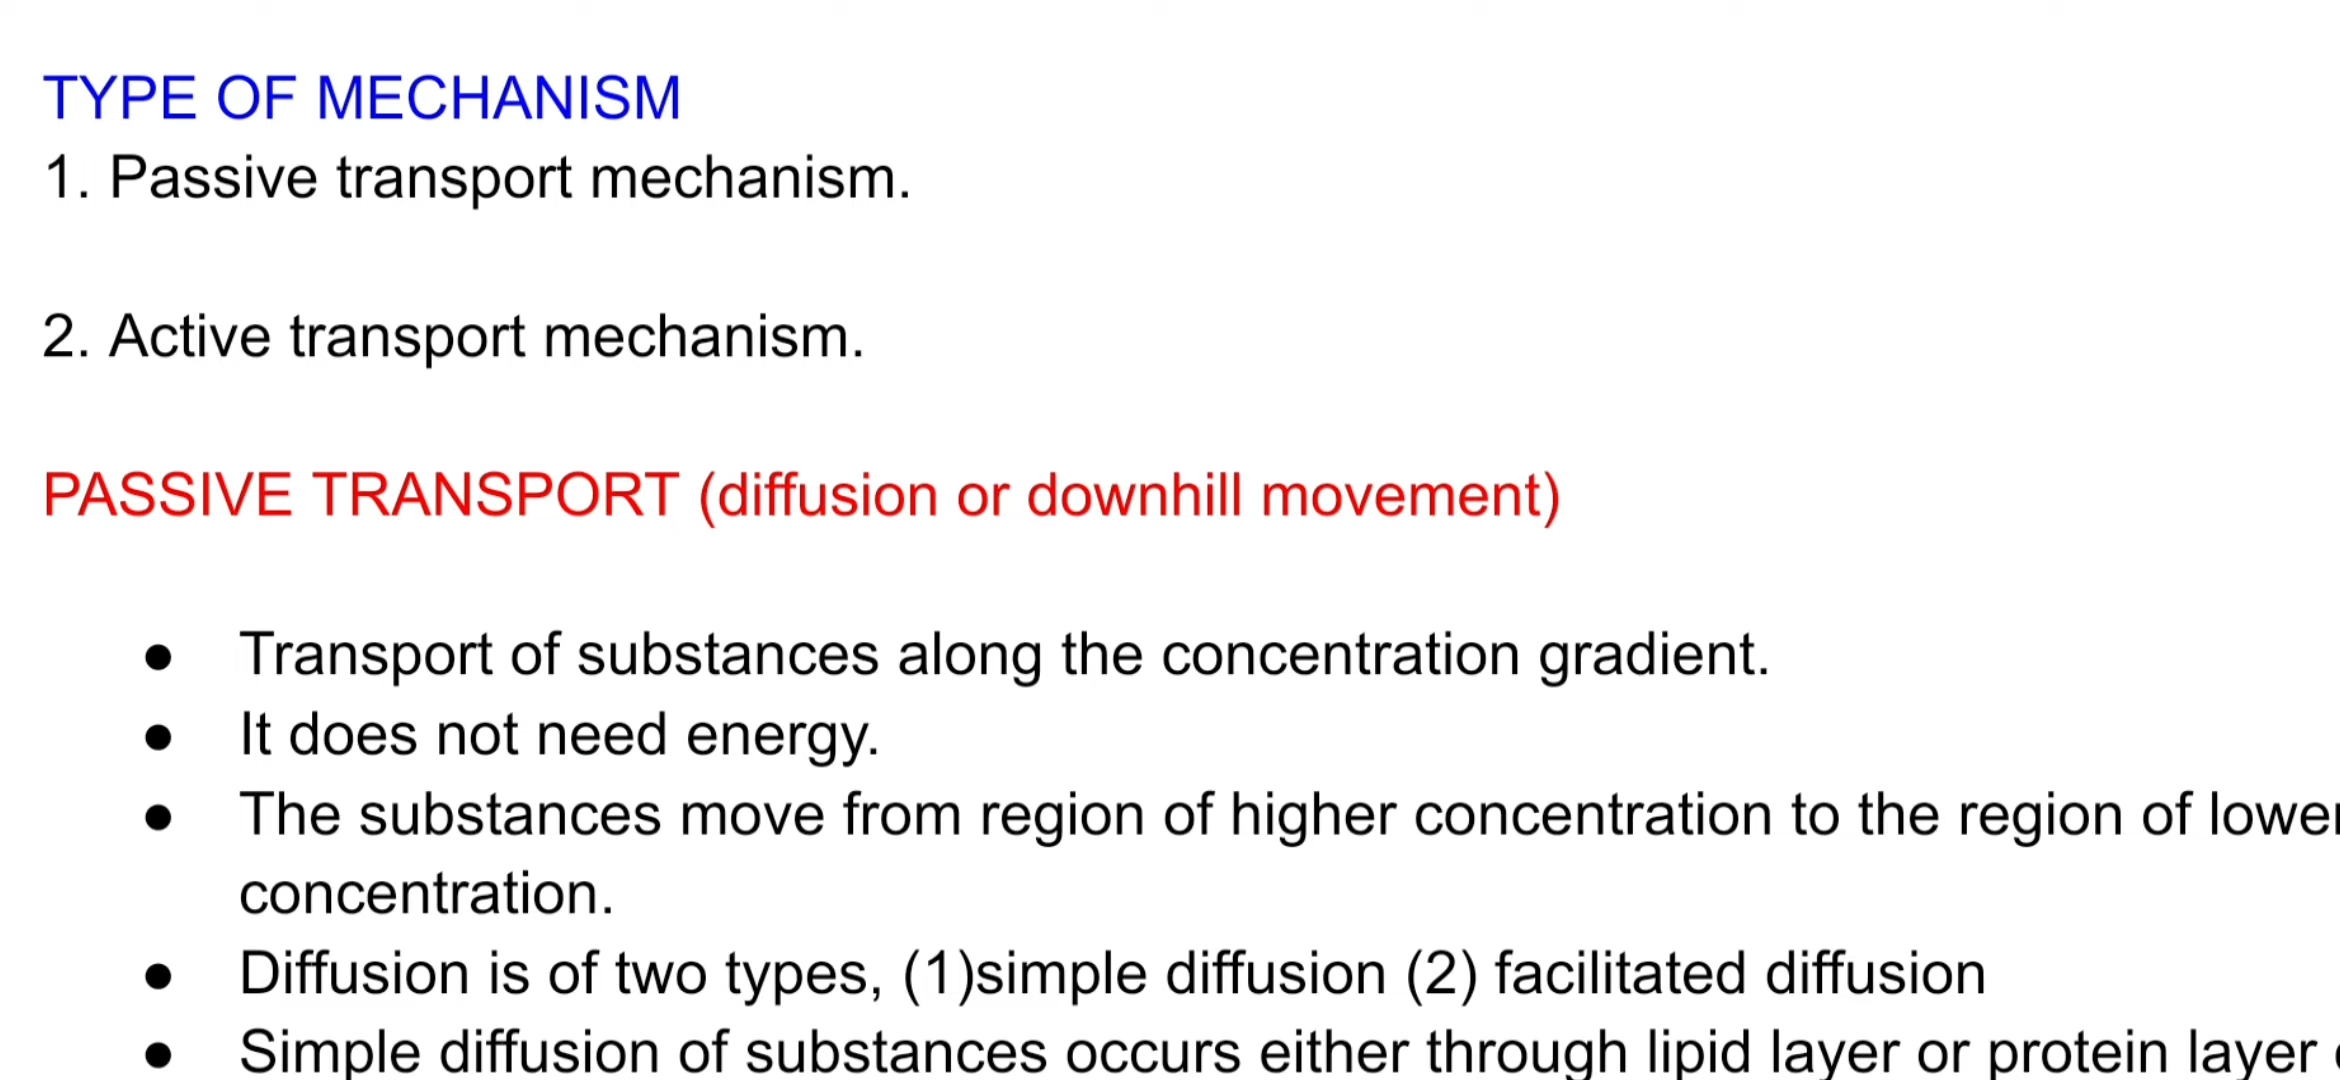 TYPE OF MECHANISM
1. Passive transport mechanism.
2. Active transport mechanism.
PASSIVE TRANSPORT (diffusion or downhill movement)
● Transport of substances along the concentration gradient.
● It does not need energy.
● The substances move from region of higher concentration to the region of lower
concentration.
● Diffusion is of two types, (1)simple diffusion (2) facilitated diffusion
● Simple diffusion of substances occurs either through lipid layer or protein layer